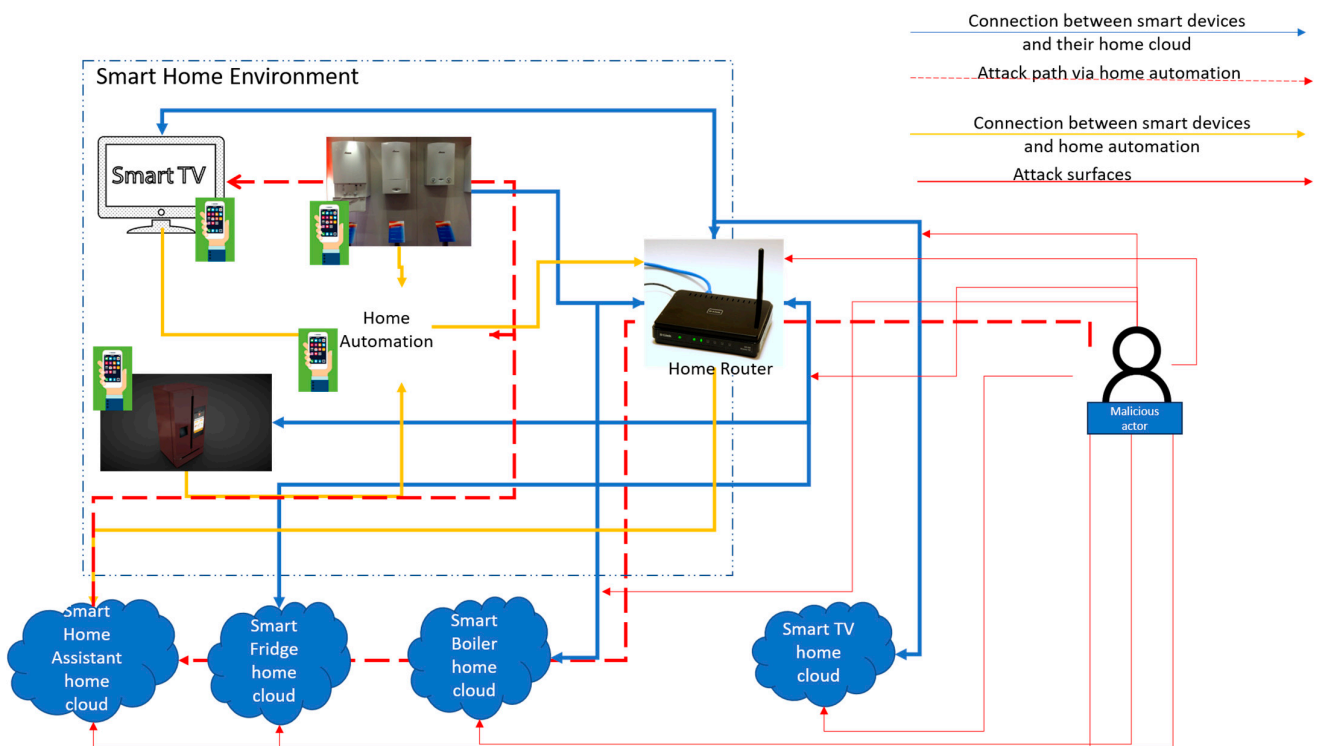 Connection between smart devices
and their home cloud
Attack path via home automation
Connection between smart devices
and home automation
Attack surfaces
Smart Home Environment
Smart TV
Home
Automation
Home Router
Malicious
actor
Smart
Home
Assistant
home
cloud
Smart
Fridge
home
cloud
Smart
Boiler
home
cloud
Smart TV
home
cloud